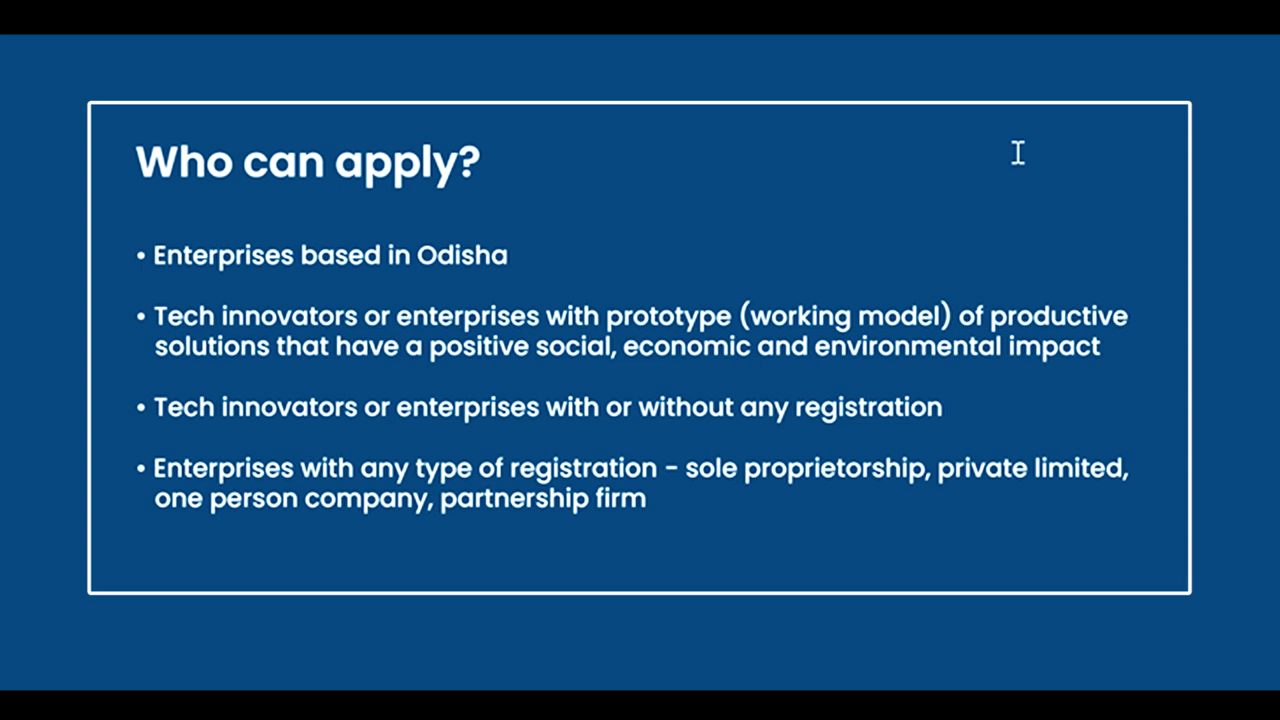 Who can apply?
• Enterprises based in Odisha
• Tech innovators or enterprises with prototype (working model) of productive
solutions that have a positive social, economic and environmental impact
• Tech innovators or enterprises with or without any registration
• Enterprises with any type of registration - sole proprietorship, private limited,
one person company, partnership firm